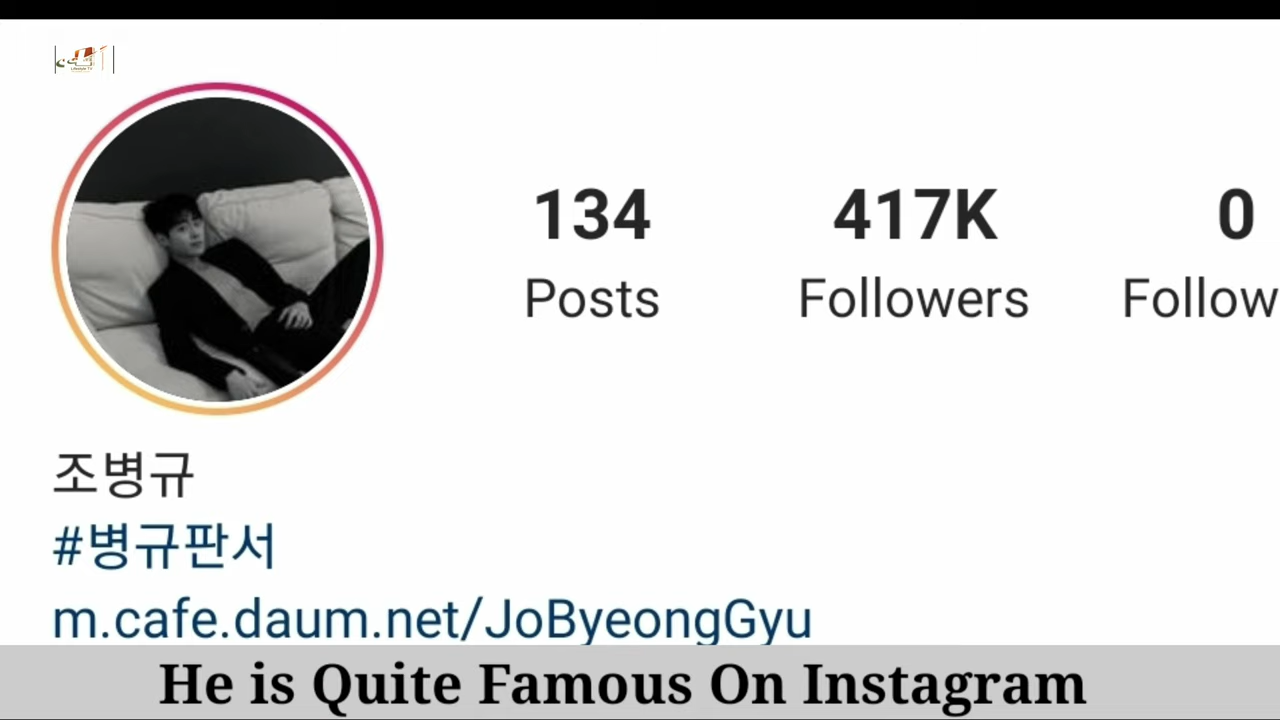 134 417K 0
Posts Followers Follow
조병규
#병규판서
m.cafe.daum.net/JoByeongGyu
He is Quite Famous On Instagram